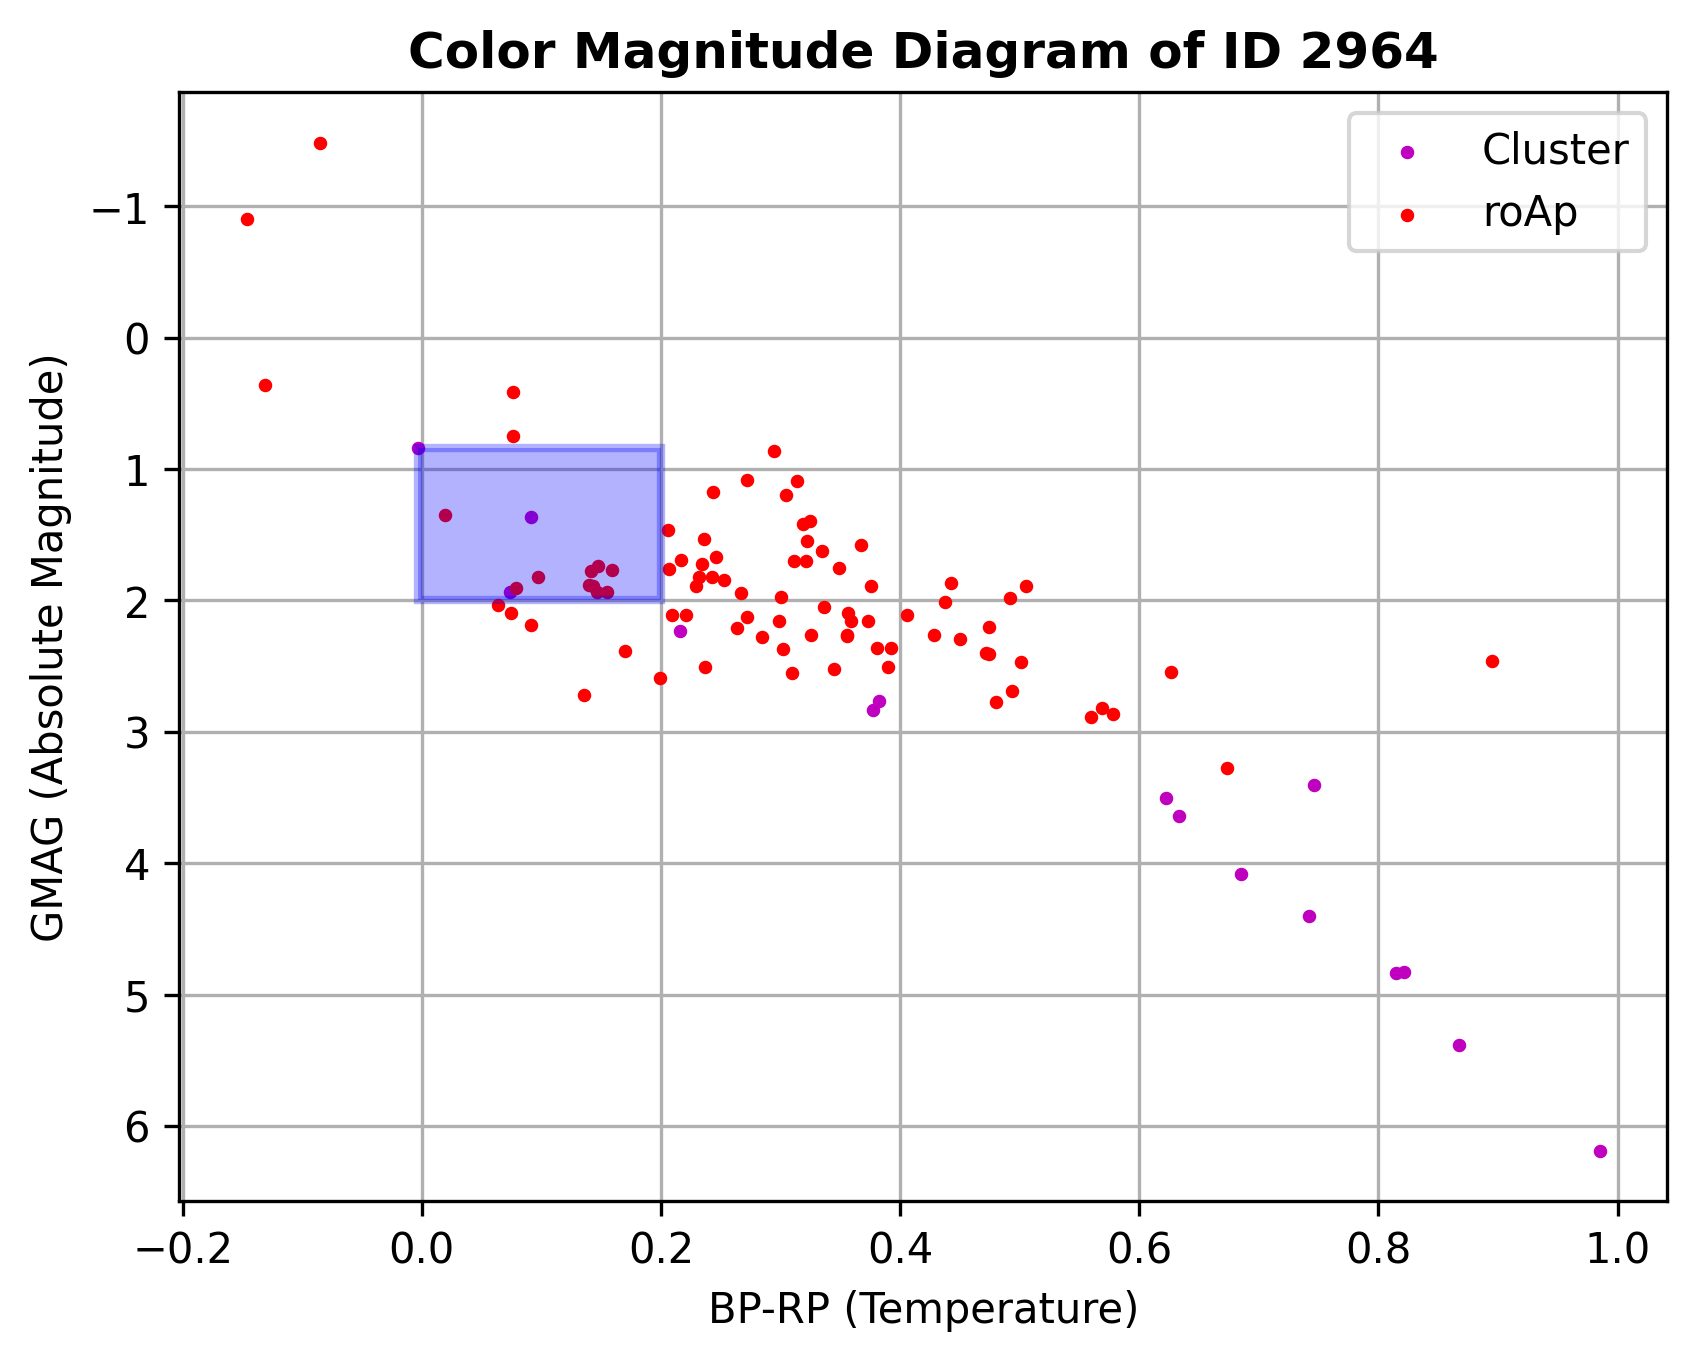 Color Magnitude Diagram of ID 2964
Cluster
roAp
GMAG (Absolute Magnitude)
−1
0
1
2
3
4
5
6
−0.2 0.0 0.2 0.4 0.6 0.8 1.0
BP-RP (Temperature)